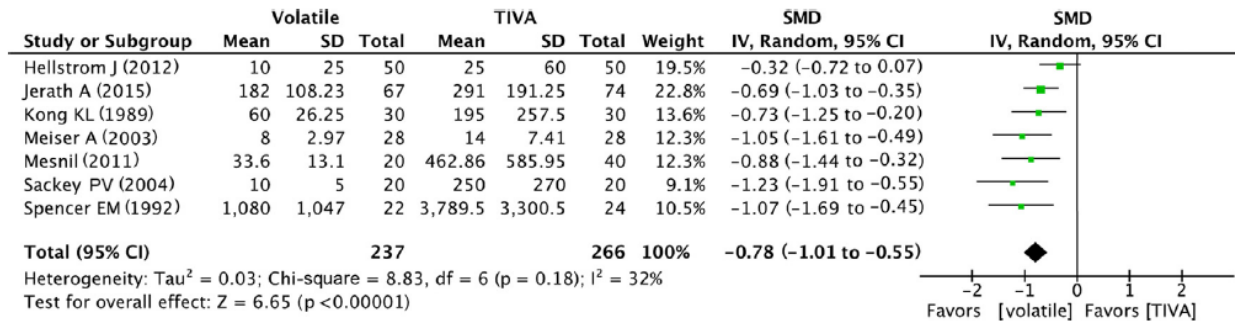 Volatile TIVA SMD SMD
Study or Subgroup Mean SD Total Mean SD Total Weight IV, Random, 95% CI IV, Random, 95% CI
Hellstrom J (2012) 10 25 50 25 60 50 19.5% -0.32 (-0.72 to 0.07)
Jerath A (2015) 182 108.23 67 291 191.25 74 22.8% -0.69 (-1.03 to -0.35)
Kong KL (1989) 60 26.25 30 195 257.5 30 13.6% -0.73 (-1.25 to -0.20)
Meiser A (2003) 8 2.97 28 14 7.41 28 12.3% -1.05 (-1.61 to -0.49)
Mesnil (2011) 33.6 13.1 20 462.86 585.95 40 12.3% -0.88 (-1.44 to -0.32)
Sackey PV (2004) 10 5 20 250 270 20 9.1% -1.23 (-1.91 to -0.55)
Spencer EM (1992) 1,080 1,047 22 3,789.5 3,300.5 24 10.5% -1.07 (-1.69 to -0.45)
Total (95% CI) 237 266 100% -0.78 (-1.01 to -0.55)
Heterogeneity: Tau² = 0.03; Chi-square = 8.83, df = 6 (p = 0.18); I² = 32%
Test for overall effect: Z = 6.65 (p <0.00001)
-2 -1 0 1 2
Favors [volatile] Favors [TIVA]